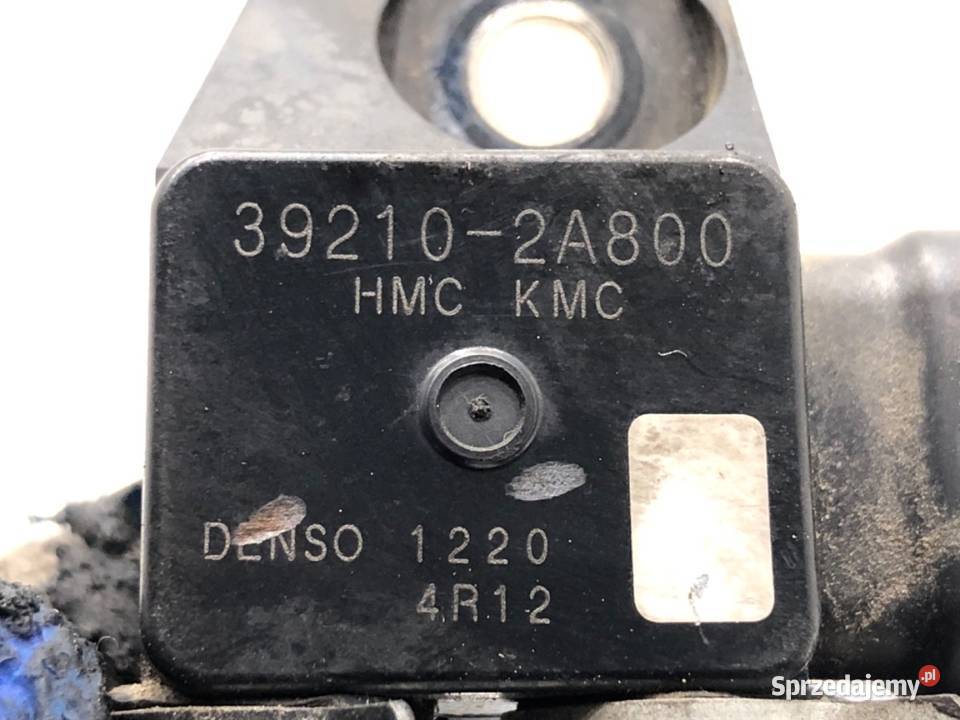 39210-2A800
HMC KMC
DENSO 1220
4R12
Sprzedajemy.pl